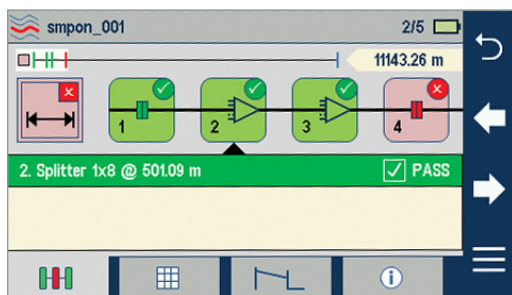 smpon_001 2/5
11143.26 m
1 2 3 4
2. Splitter 1x8 @ 501.09 m PASS
i